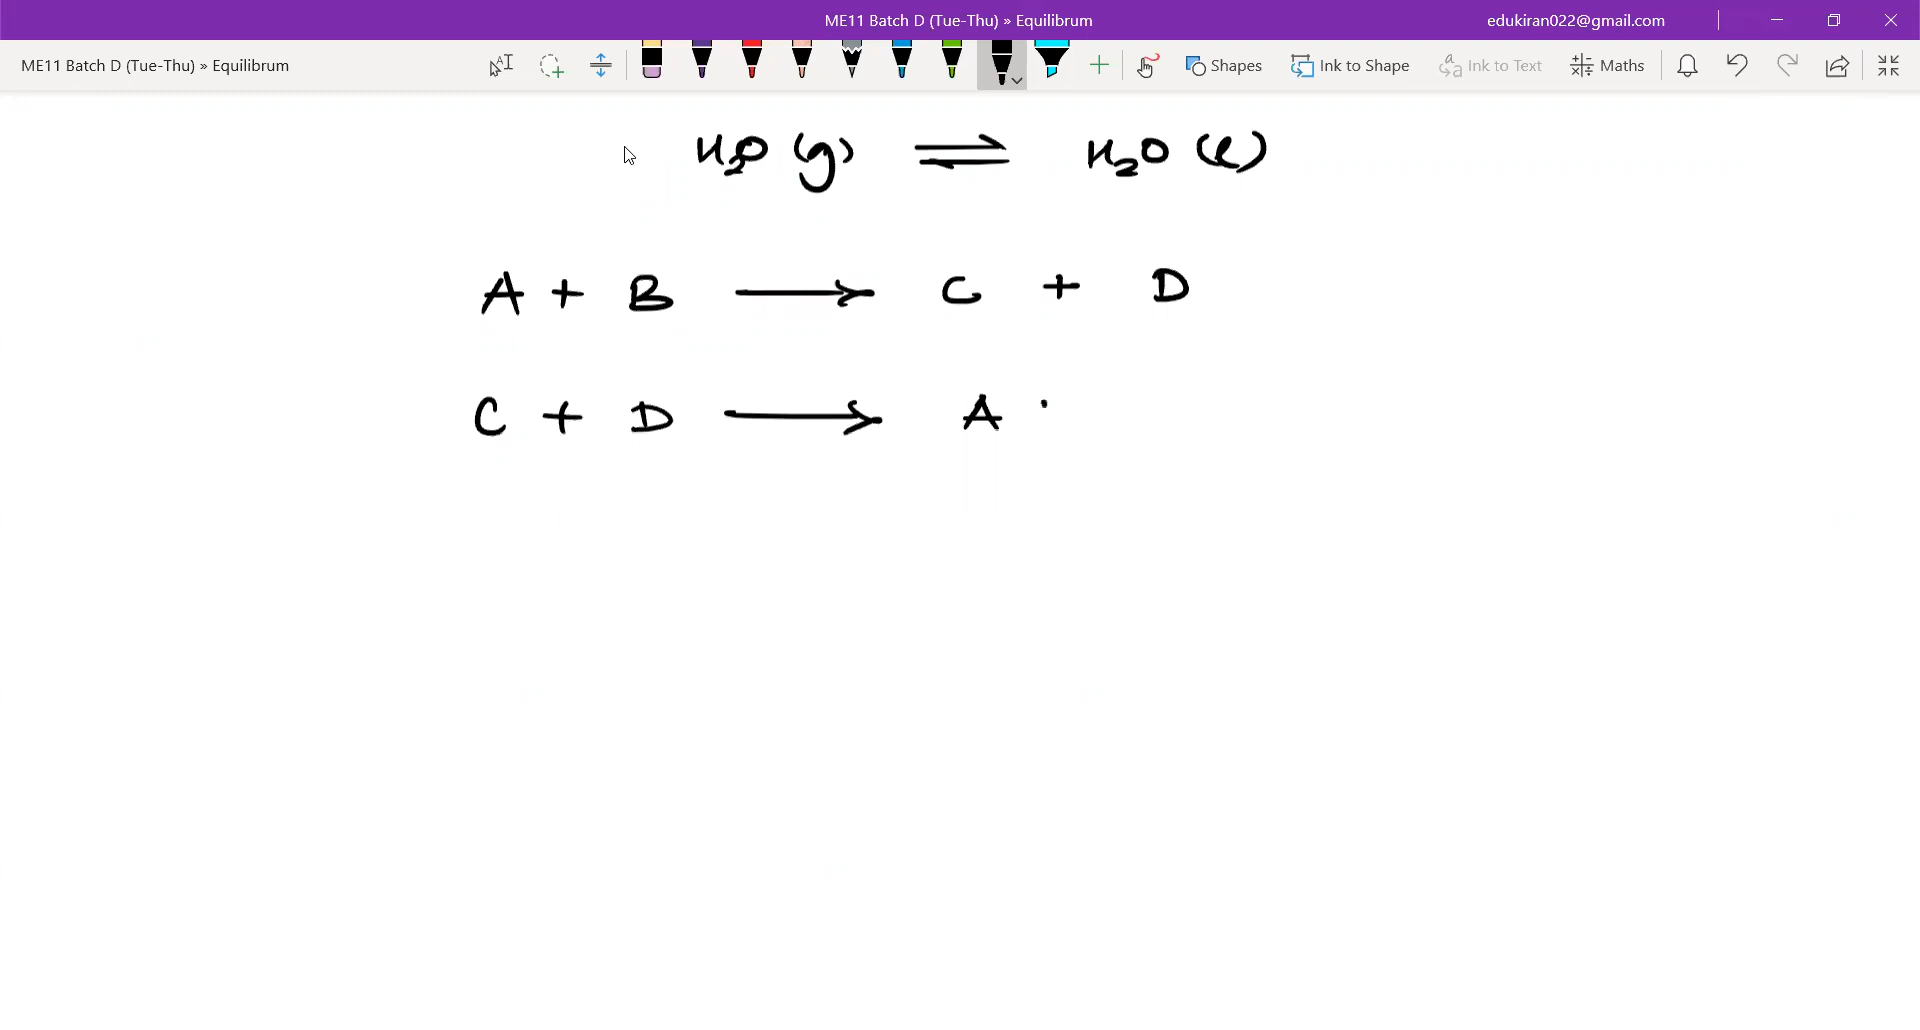 ME11 Batch D (Tue-Thu) » Equilibrum edukiran022@gmail.com
ME11 Batch D (Tue-Thu) » Equilibrum Shapes Ink to Shape Ink to Text Maths
H₂O (g) ⇌ H₂O (l)
A + B ⟶ C + D
C + D ⟶ A